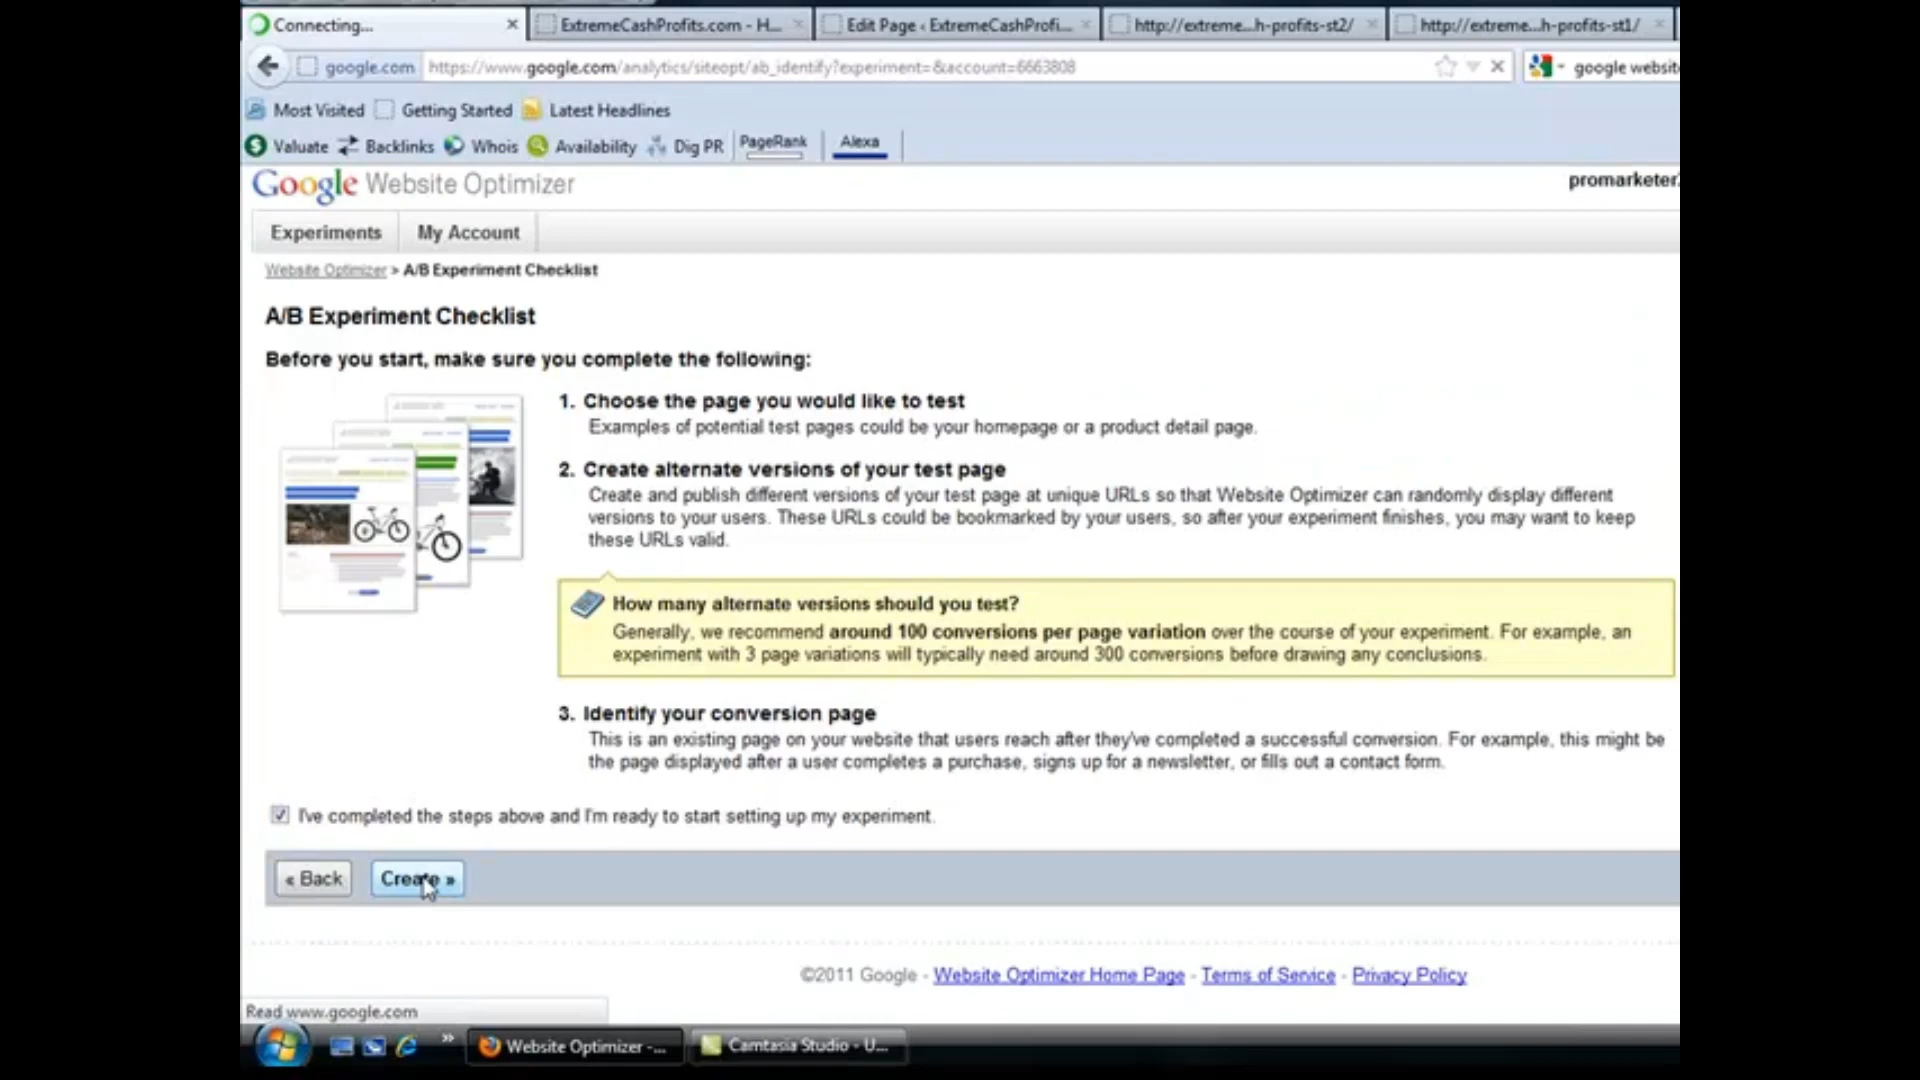 Connecting...
ExtremeCashProfits.com - H...
Edit Page ‹ ExtremeCashProfi...
http://extreme...h-profits-st2/
http://extreme...h-profits-st1/
google.com
https://www.google.com/analytics/siteopt/ab_identify?experiment=&account=6663808
google websit
Most Visited
Getting Started
Latest Headlines
Valuate
Backlinks
Whois
Availability
Dig PR
PageRank
Alexa
Google Website Optimizer
promarketer
Experiments
My Account
Website Optimizer > A/B Experiment Checklist
A/B Experiment Checklist
Before you start, make sure you complete the following:
1. Choose the page you would like to test
Examples of potential test pages could be your homepage or a product detail page.
2. Create alternate versions of your test page
Create and publish different versions of your test page at unique URLs so that Website Optimizer can randomly display different
versions to your users. These URLs could be bookmarked by your users, so after your experiment finishes, you may want to keep
these URLs valid.
How many alternate versions should you test?
Generally, we recommend around 100 conversions per page variation over the course of your experiment. For example, an
experiment with 3 page variations will typically need around 300 conversions before drawing any conclusions.
3. Identify your conversion page
This is an existing page on your website that users reach after they've completed a successful conversion. For example, this might be
the page displayed after a user completes a purchase, signs up for a newsletter, or fills out a contact form.
I've completed the steps above and I'm ready to start setting up my experiment.
« Back
Create »
©2011 Google - Website Optimizer Home Page - Terms of Service - Privacy Policy
Read www.google.com
Website Optimizer -...
Camtasia Studio - U...